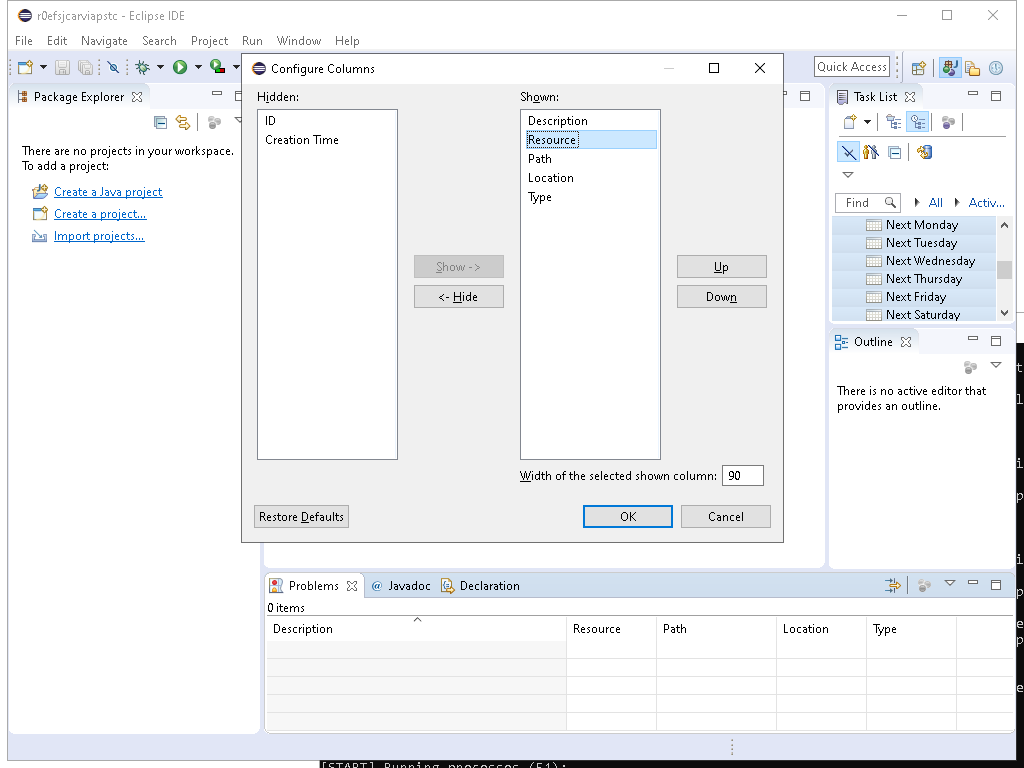 r0efsjcarviapstc - Eclipse IDE
File Edit Navigate Search Project Run Window Help
Quick Access
Package Explorer
There are no projects in your workspace.
To add a project:
Create a Java project
Create a project...
Import projects...
Configure Columns
Hidden:
ID
Creation Time
Show ->
<- Hide
Shown:
Description
Resource
Path
Location
Type
Up
Down
Width of the selected shown column: 90
Restore Defaults
OK
Cancel
Task List
Find
All
Activ...
Next Monday
Next Tuesday
Next Wednesday
Next Thursday
Next Friday
Next Saturday
Outline
There is no active editor that
provides an outline.
Problems
@ Javadoc
Declaration
0 items
Description Resource Path Location Type
[START] Running processes (51):